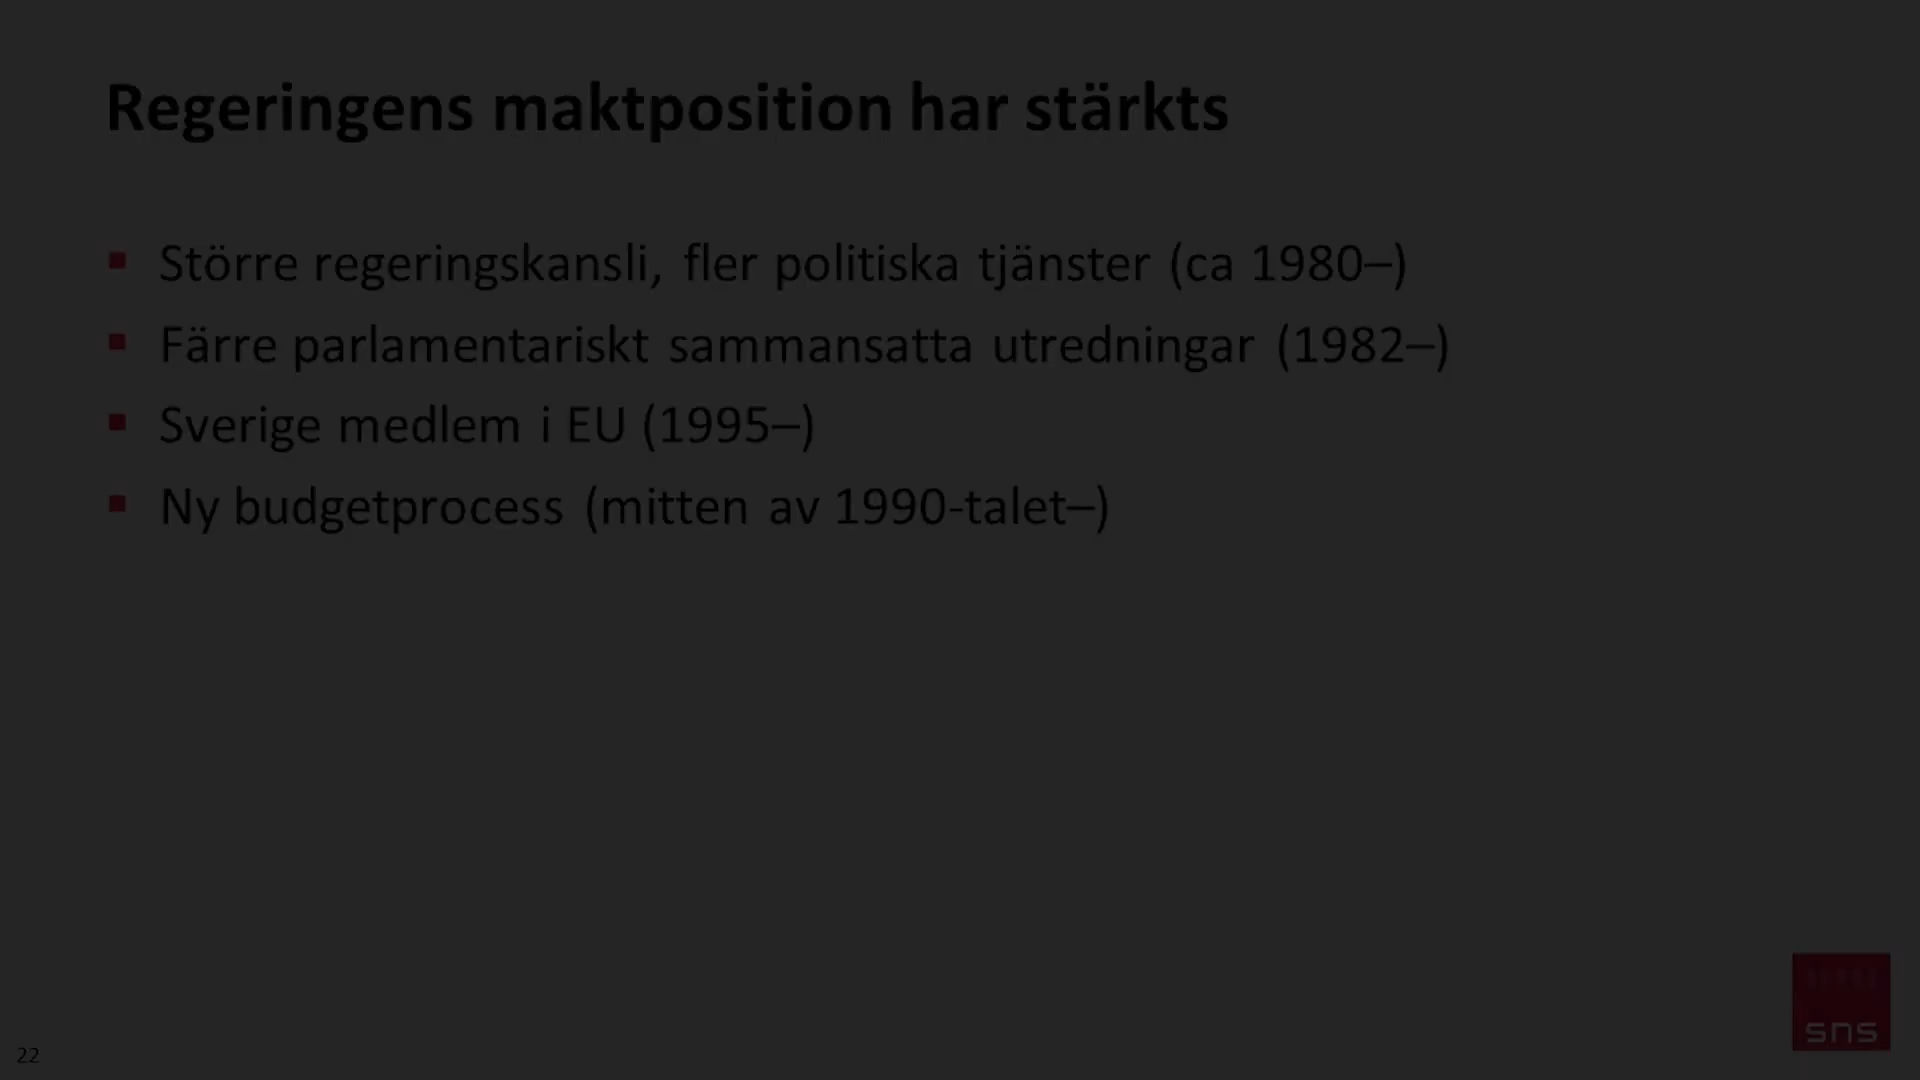 Regeringens maktposition har stärkts
▪ Större regeringskansli, fler politiska tjänster (ca 1980–)
▪ Färre parlamentariskt sammansatta utredningar (1982–)
▪ Sverige medlem i EU (1995–)
▪ Ny budgetprocess (mitten av 1990-talet–)
sns
22